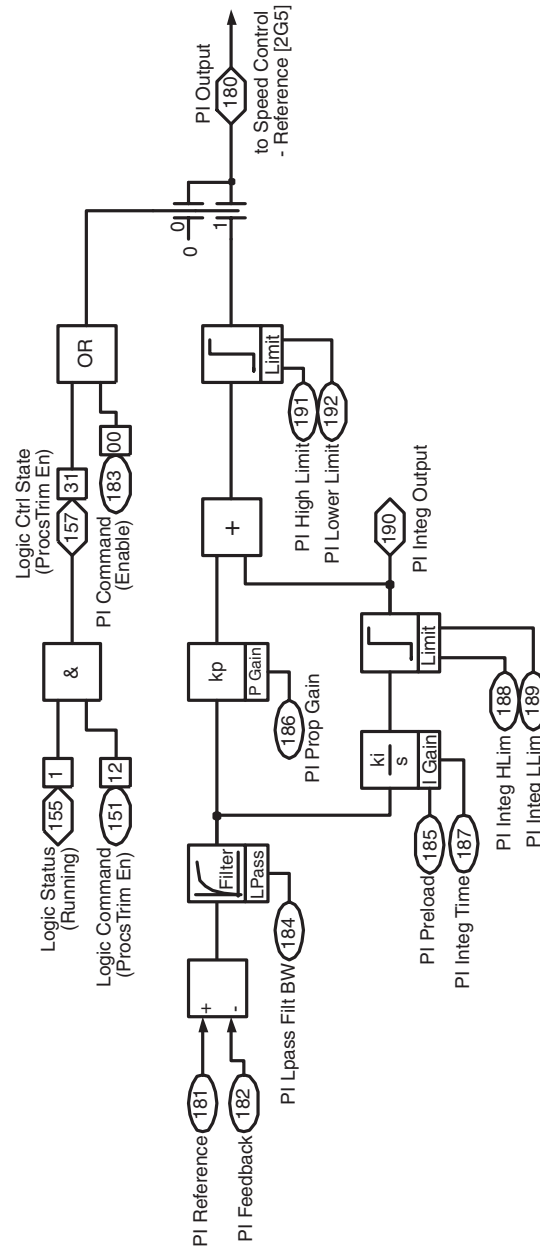 Logic Status
(Running)
155
1
Logic Command
(ProcsTrim En)
151
12
&
Logic Ctrl State
(ProcsTrim En)
157
31
PI Command
(Enable)
183
00
OR
0
0
1
PI Output
180
to Speed Control
- Reference [2G5]
PI Reference
181
PI Feedback
182
+
-
Filter
LPass
184
PI Lpass Filt BW
kp
P Gain
186
PI Prop Gain
+
Limit
191
PI High Limit
192
PI Lower Limit
ki
s
I Gain
185
PI Preload
187
PI Integ Time
Limit
188
PI Integ HLim
189
PI Integ LLim
190
PI Integ Output